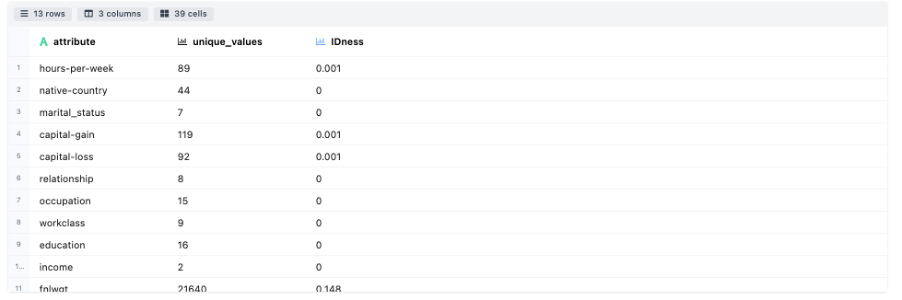 13 rows 3 columns 39 cells
A attribute unique_values IDness
1 hours-per-week 89 0.001
2 native-country 44 0
3 marital_status 7 0
4 capital-gain 119 0.001
5 capital-loss 92 0.001
6 relationship 8 0
7 occupation 15 0
8 workclass 9 0
9 education 16 0
1... income 2 0
11 fnlwgt 21640 0.148